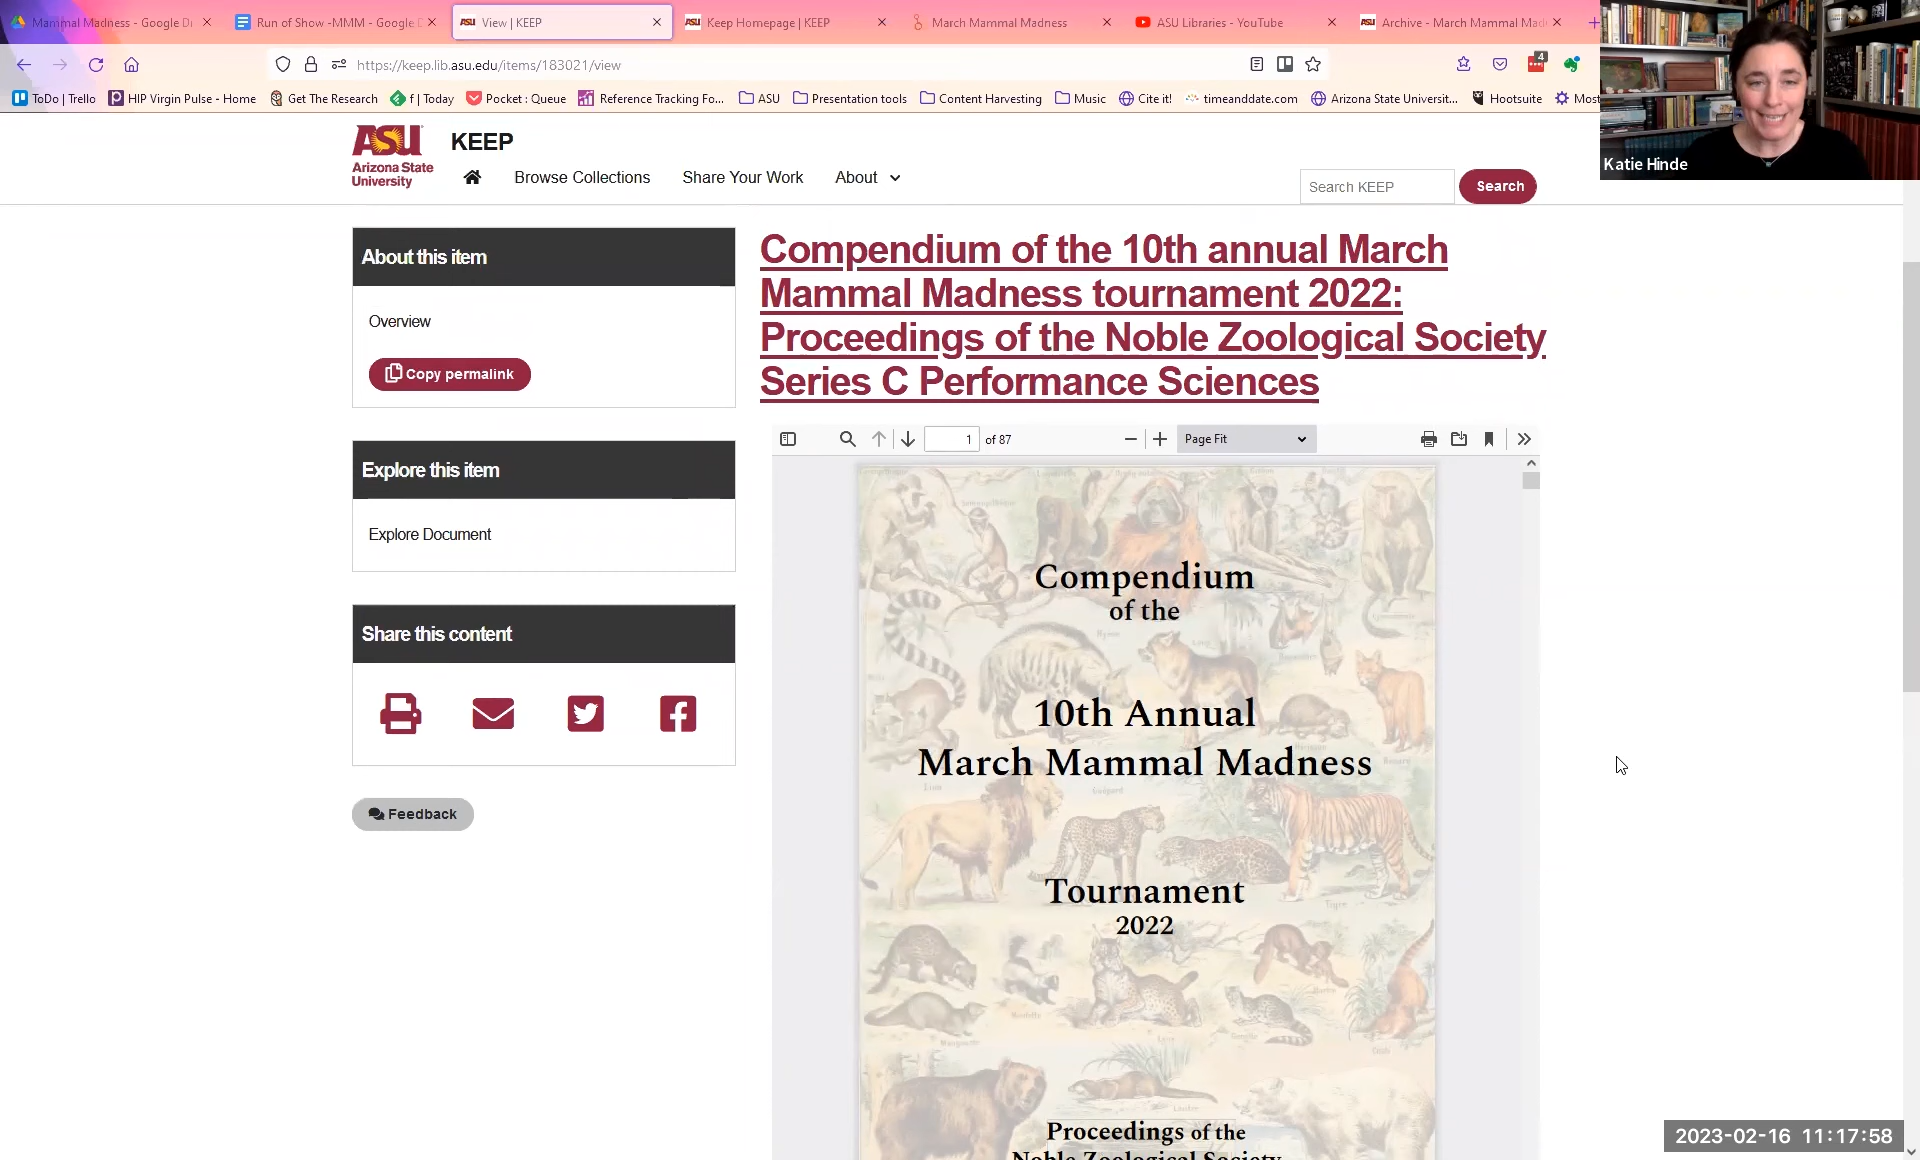 Mammal Madness - Google Dr
Run of Show -MMM - Google D
View | KEEP
Keep Homepage | KEEP
March Mammal Madness
ASU Libraries - YouTube
Archive - March Mammal Mad
https://keep.lib.asu.edu/items/183021/view
4
ToDo | Trello
HIP Virgin Pulse - Home
Get The Research
f | Today
Pocket : Queue
Reference Tracking Fo...
ASU
Presentation tools
Content Harvesting
Music
Cite it!
timeanddate.com
Arizona State Universit...
Hootsuite
Most
Katie Hinde
ASU
Arizona State
University
KEEP
Browse Collections
Share Your Work
About
Search KEEP
Search
About this item
Overview
Copy permalink
Explore this item
Explore Document
Share this content
Feedback
Compendium of the 10th annual March
Mammal Madness tournament 2022:
Proceedings of the Noble Zoological Society
Series C Performance Sciences
1 of 87
Page Fit
Compendium
of the
10th Annual
March Mammal Madness
Tournament
2022
Proceedings of the
Noble Zoological Society
2023-02-16 11:17:58